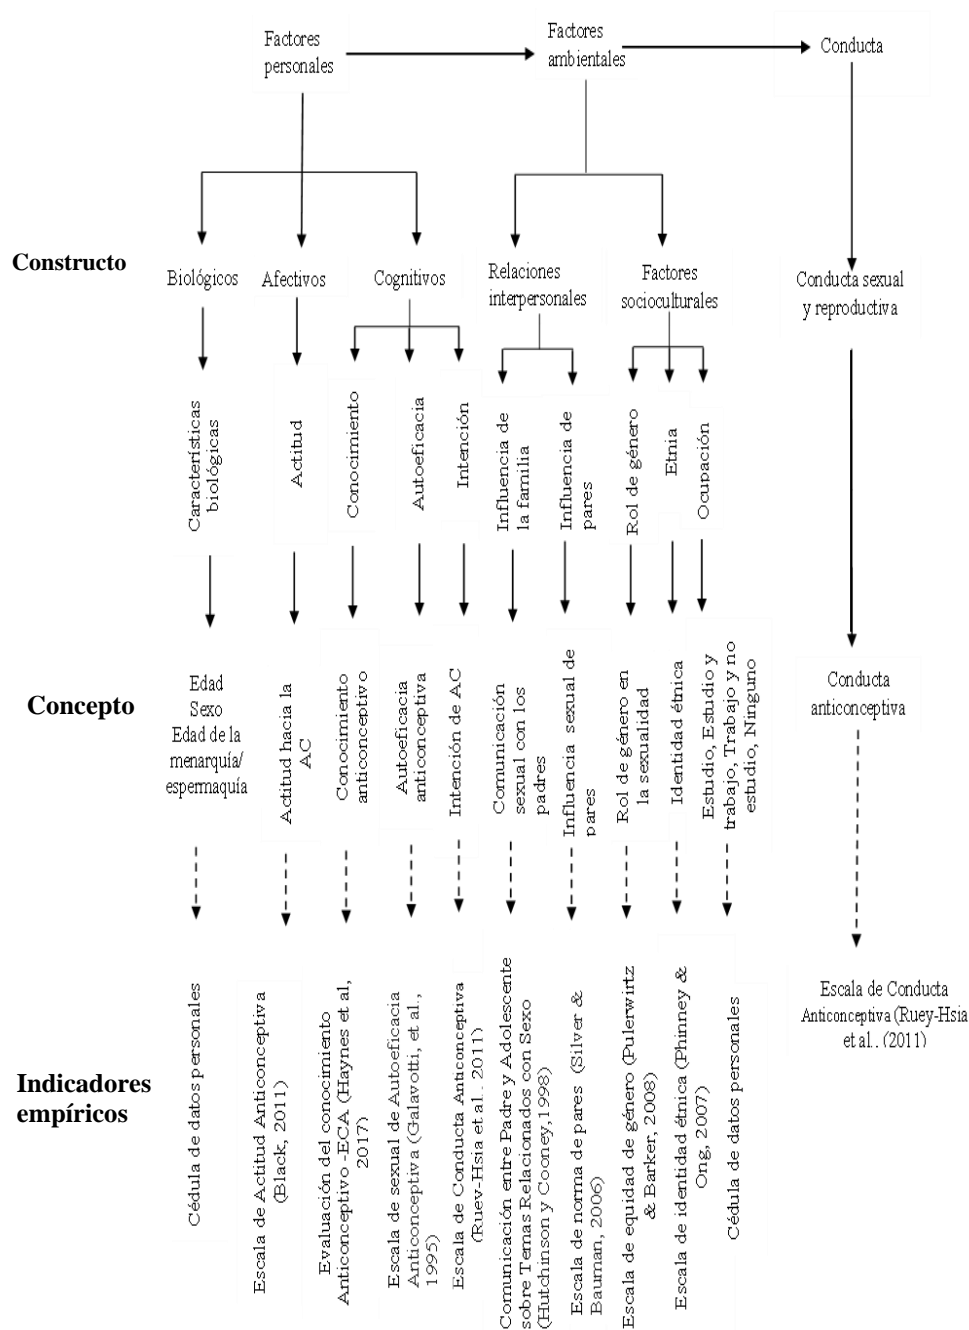 Factores
personales
Factores
ambientales
Conducta
Constructo
Biológicos
Afectivos
Cognitivos
Relaciones
interpersonales
Factores
socioculturales
Conducta sexual
y reproductiva
Características
biológicas
Actitud
Conocimiento
Autoeficacia
Intención
Influencia de
la familia
Influencia de
pares
Rol de género
Etnia
Ocupación
Concepto
Edad
Sexo
Edad de la
menarquía/
espermaquía
Actitud hacia la
AC
Conocimiento
anticonceptivo
Autoeficacia
anticonceptiva
Intención de AC
Comunicación
sexual con los
padres
Influencia sexual de
pares
Rol de género en
la sexualidad
Identidad étnica
Estudio, Estudio y
trabajo, Trabajo y no
estudio, Ninguno
Conducta
anticonceptiva
Indicadores
empíricos
Cédula de datos personales
Escala de Actitud Anticonceptiva
(Black, 2011)
Evaluación del conocimiento
Anticonceptivo -ECA (Haynes et al,
2017)
Escala de sexual de Autoeficacia
Anticonceptiva (Galavotti, et al.,
1995)
Escala de Conducta Anticonceptiva
(Ruey-Hsia et al.. 2011)
Comunicación entre Padre y Adolescente
sobre Temas Relacionados con Sexo
(Hutchinson y Cooney, 1998)
Escala de norma de pares (Silver &
Bauman, 2006)
Escala de equidad de género (Pulerwirtz
& Barker, 2008)
Escala de identidad étnica (Phinney &
Ong, 2007)
Cédula de datos personales
Escala de Conducta
Anticonceptiva (Ruey-Hsia
et al.. (2011)